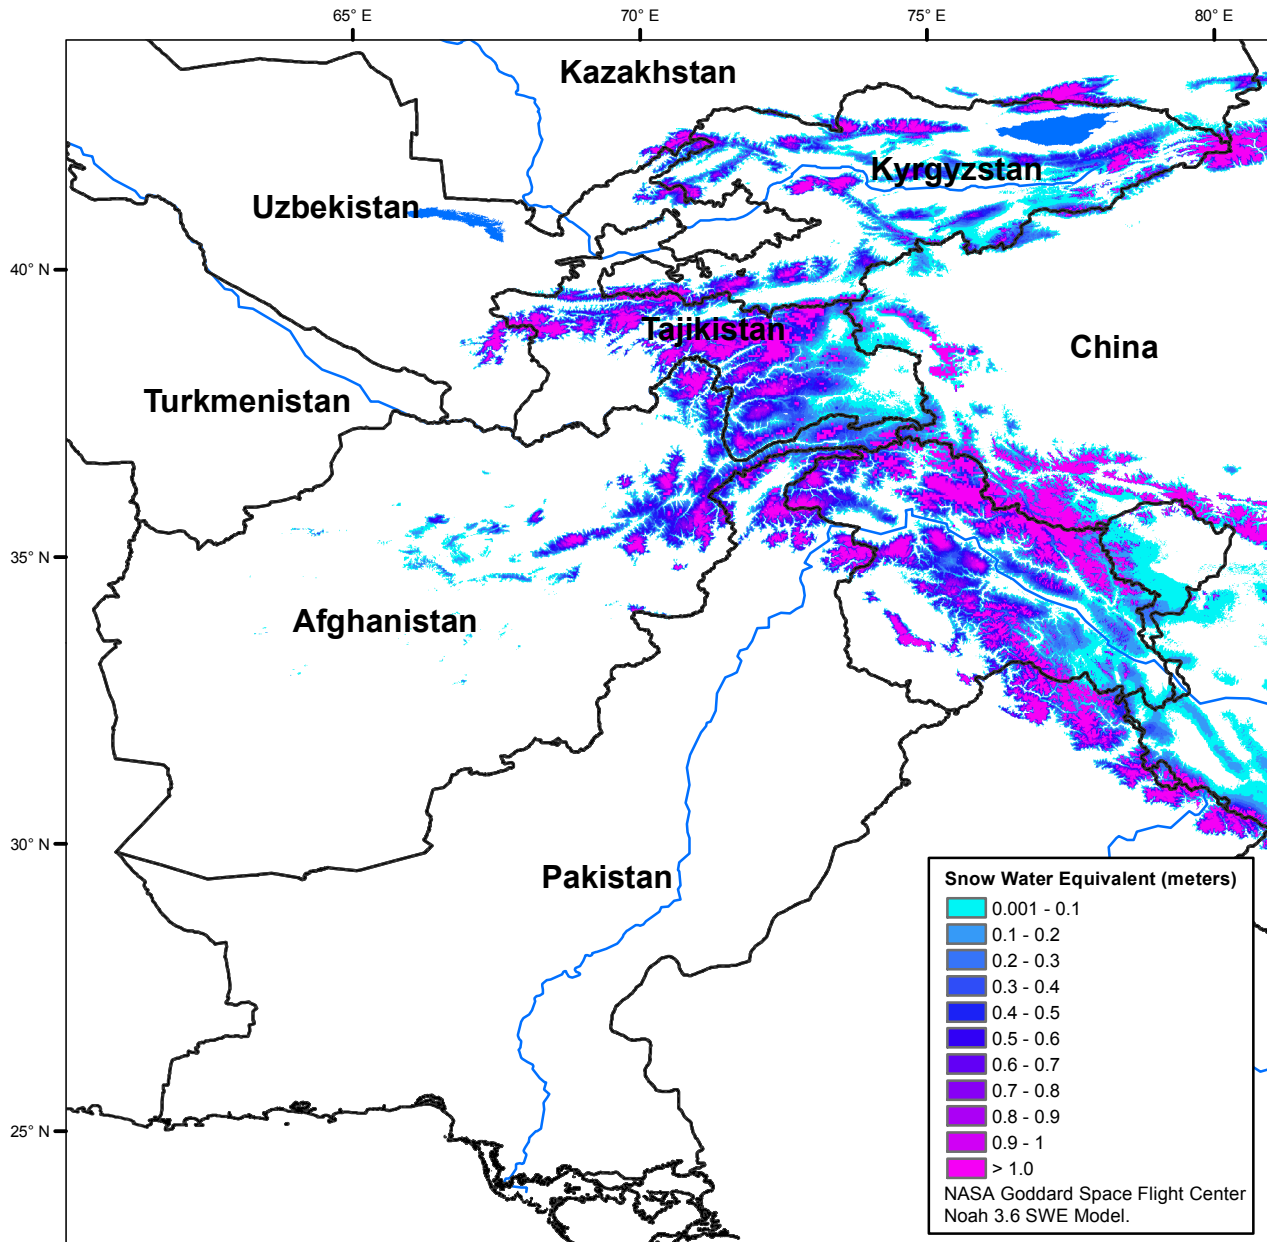 65° E
70° E
75° E
80° E
Kazakhstan
Kyrgyzstan
Uzbekistan
40° N
Tajikistan
China
Turkmenistan
35° N
Afghanistan
30° N
Pakistan
25° N
Snow Water Equivalent (meters)
0.001 - 0.1
0.1 - 0.2
0.2 - 0.3
0.3 - 0.4
0.4 - 0.5
0.5 - 0.6
0.6 - 0.7
0.7 - 0.8
0.8 - 0.9
0.9 - 1
> 1.0
NASA Goddard Space Flight Center
Noah 3.6 SWE Model.